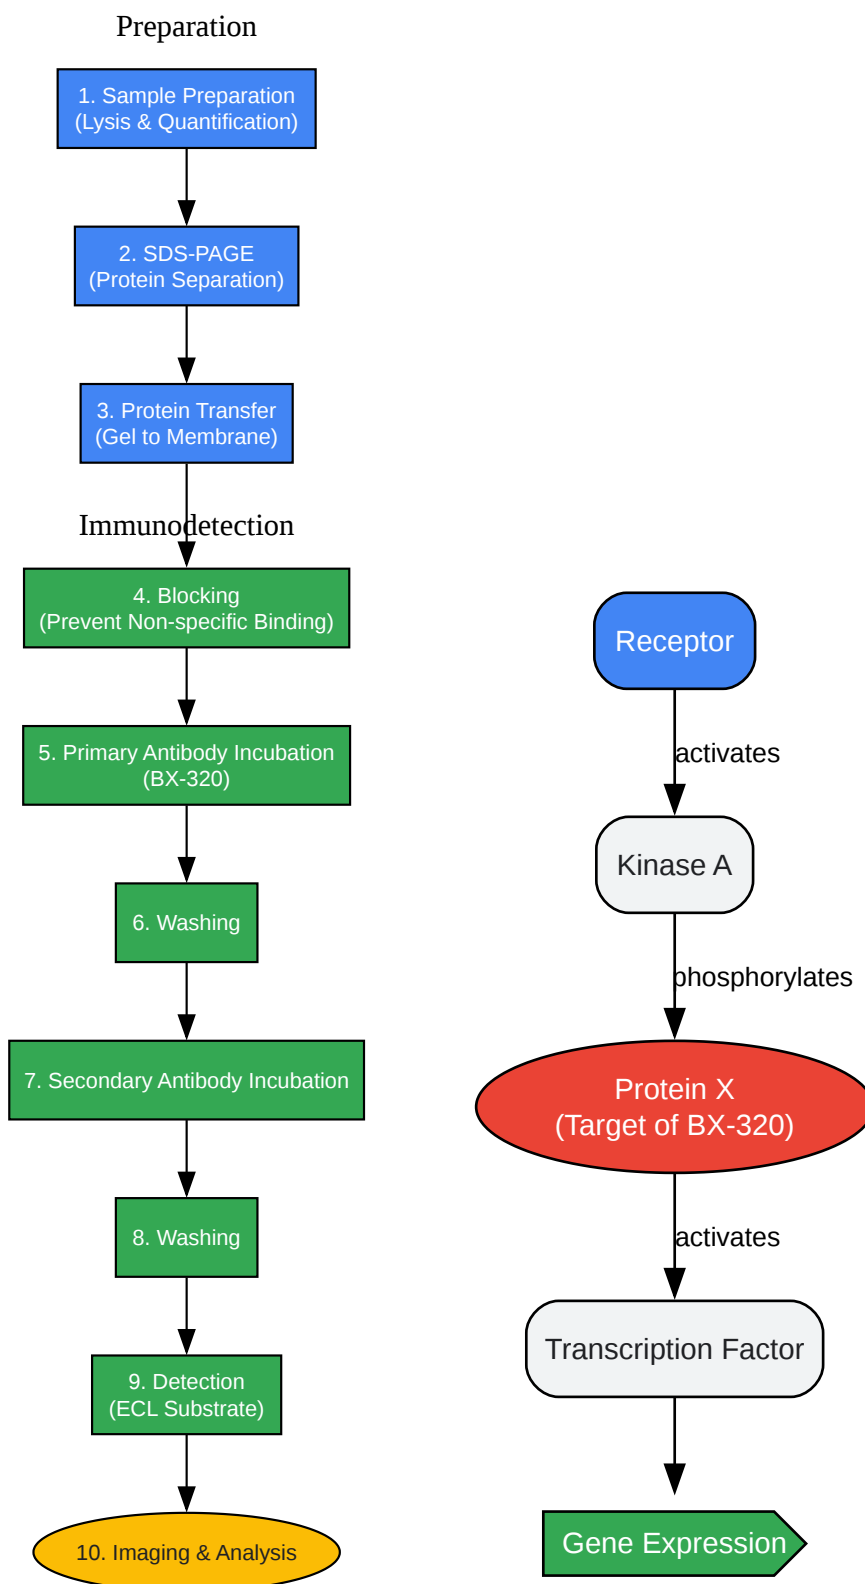 Preparation
1. Sample Preparation
(Lysis & Quantification)
2. SDS-PAGE
(Protein Separation)
3. Protein Transfer
(Gel to Membrane)
Immunodetection
4. Blocking
(Prevent Non-specific Binding)
5. Primary Antibody Incubation
(BX-320)
6. Washing
7. Secondary Antibody Incubation
8. Washing
9. Detection
(ECL Substrate)
10. Imaging & Analysis
Receptor
activates
Kinase A
phosphorylates
Protein X
(Target of BX-320)
activates
Transcription Factor
Gene Expression